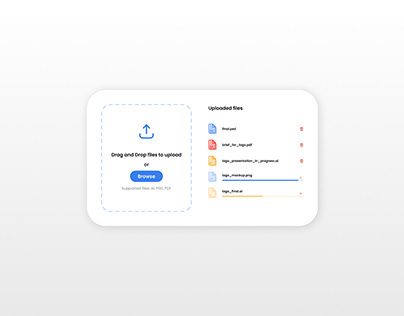 Uploaded files
final.psd
brief_for_logo.pdf
logo_presentation_in_progress.ai
logo_mockup.png
logo_final.ai
Drag and Drop files to upload
or
Browse
Supported files: Ai, PSD, PDF